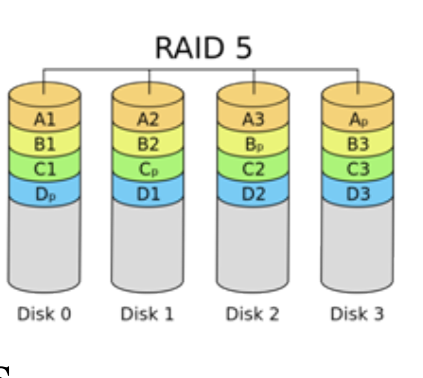 RAID 5
A1 A2 A3 Ap
B1 B2 Bp B3
C1 Cp C2 C3
Dp D1 D2 D3
Disk 0 Disk 1 Disk 2 Disk 3